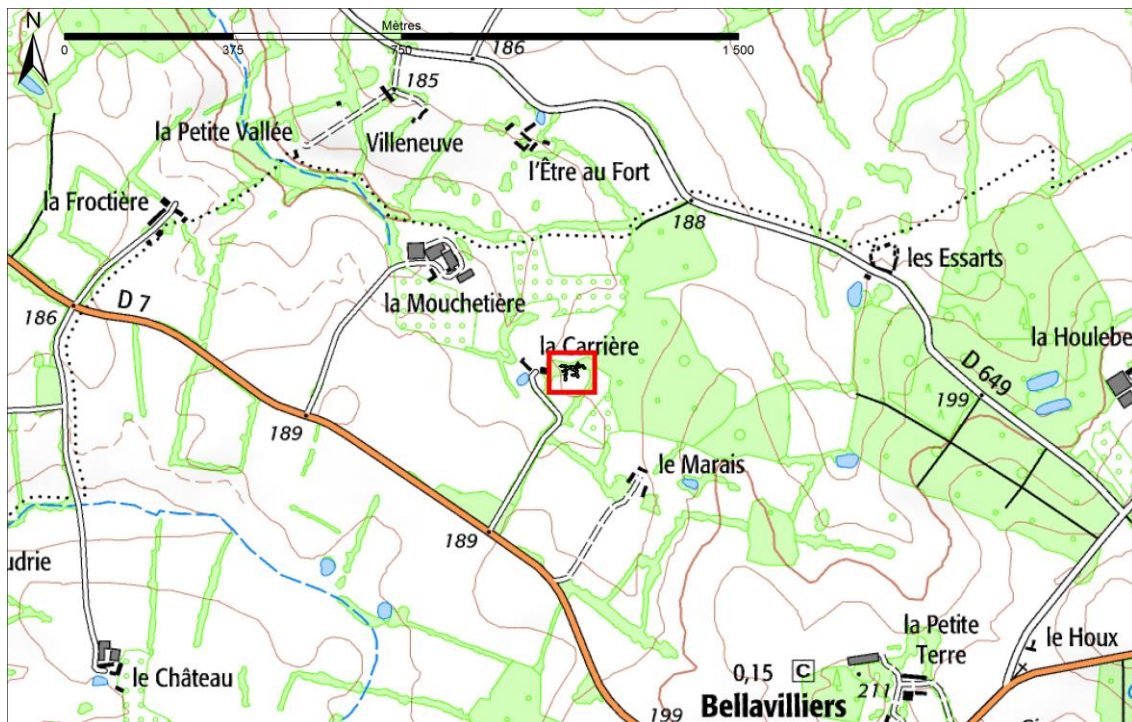 N
Mètres
0 375 750 1 500
186
185
la Petite Vallée
Villeneuve
l'Être au Fort
la Froctière
188
les Essarts
la Mouchetière
D 7
186
la Carrière
la Houlebe
D 649
199
189
le Marais
189
udrie
la Petite
Terre
le Houx
le Château
0,15 C
211
Bellavilliers
199